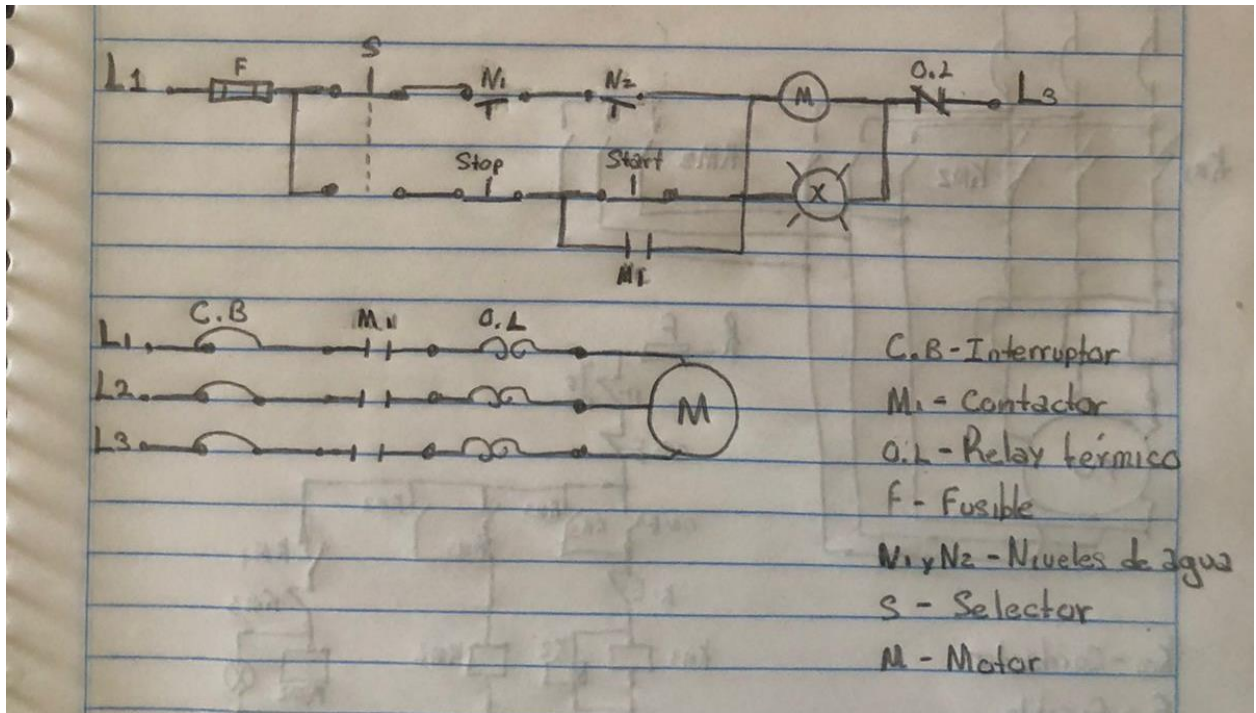 S
L1 F N1 N2 M O.L L3
Stop Start
X
M1
C.B M1 O.L
L1
L2
L3
M
C.B - Interruptor
M1 - Contactor
O.L - Relay térmico
F - Fusible
N1 y N2 - Niveles de agua
S - Selector
M - Motor